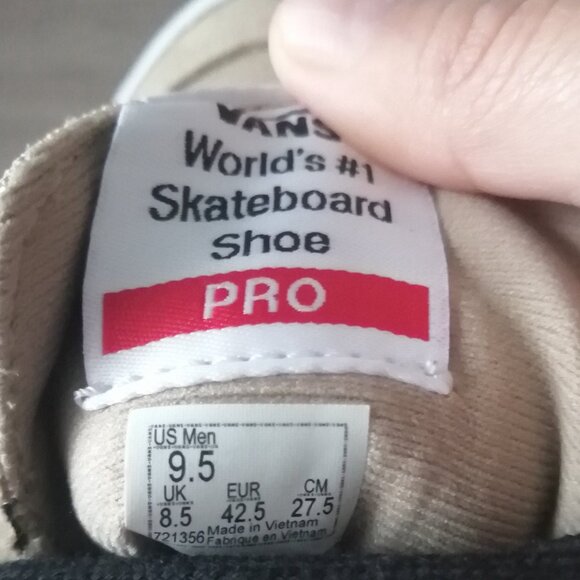 VANS
World's #1
Skateboard
Shoe
PRO
US Men
9.5
UK EUR CM
8.5 42.5 27.5
721356 Made in Vietnam
Fabriqué en Vietnam